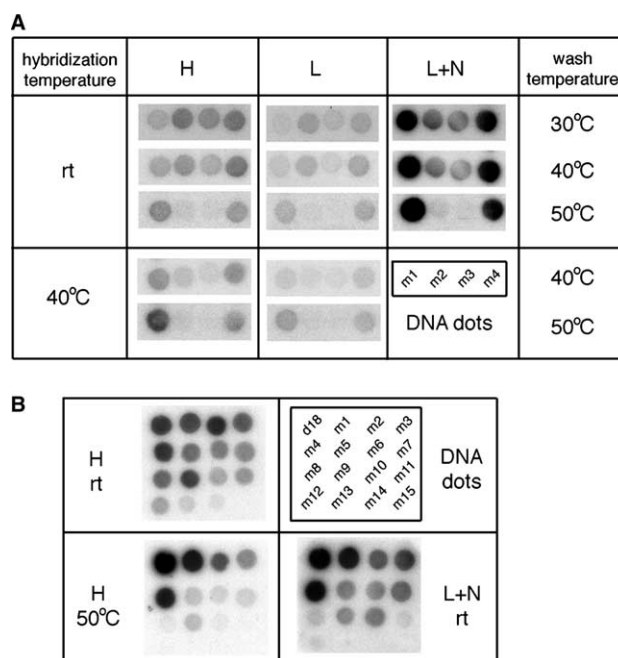 A
hybridization temperature
H
L
L+N
wash temperature
rt
30°C
40°C
50°C
40°C
m1 m2 m3 m4
DNA dots
40°C
50°C
B
H
rt
d18 m1 m2 m3
m4 m5 m6 m7
m8 m9 m10 m11
m12 m13 m14 m15
DNA
dots
H
50°C
L+N
rt